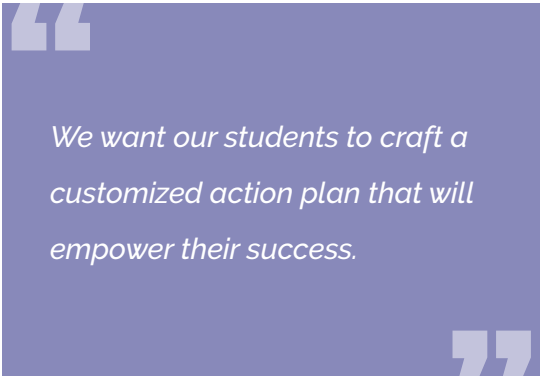 We want our students to craft a
customized action plan that will
empower their success.